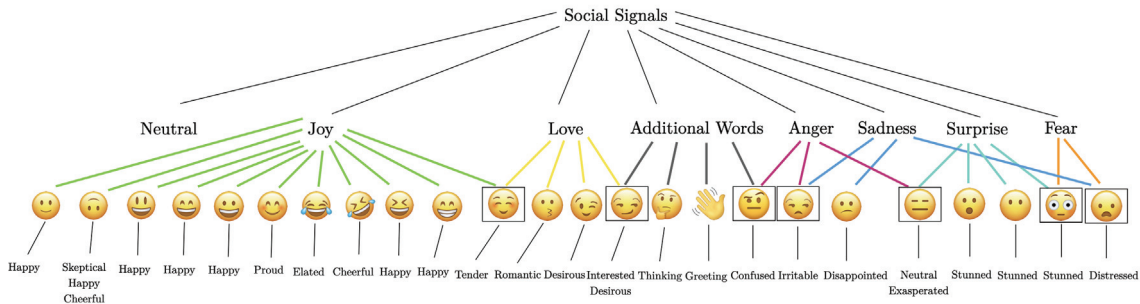 Social Signals
Neutral Joy Love Additional Words Anger Sadness Surprise Fear
Happy Skeptical Happy Happy Happy Proud Elated Cheerful Happy Happy Tender Romantic Desirous Interested Thinking Greeting Confused Irritable Disappointed Neutral Stunned Stunned Stunned Distressed
Happy Desirous Exasperated
Cheerful